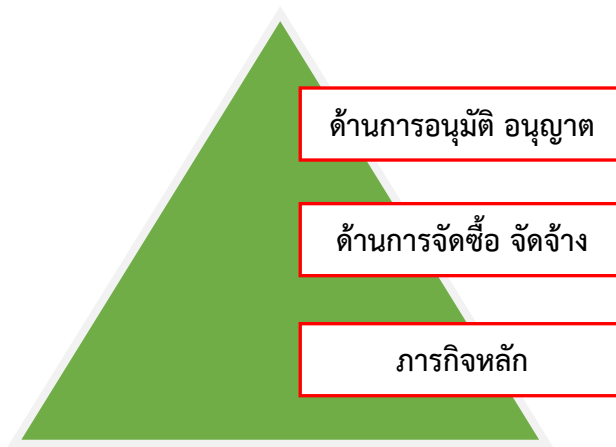 ด้านการอนุมัติ อนุญาต
ด้านการจัดซื้อ จัดจ้าง
ภารกิจหลัก